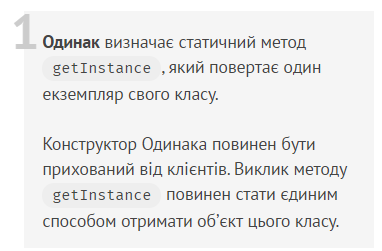 1
Одинак визначає статичний метод
getInstance, який повертає один
екземпляр свого класу.
Конструктор Одинака повинен бути
прихований від клієнтів. Виклик методу
getInstance повинен стати єдиним
способом отримати об’єкт цього класу.